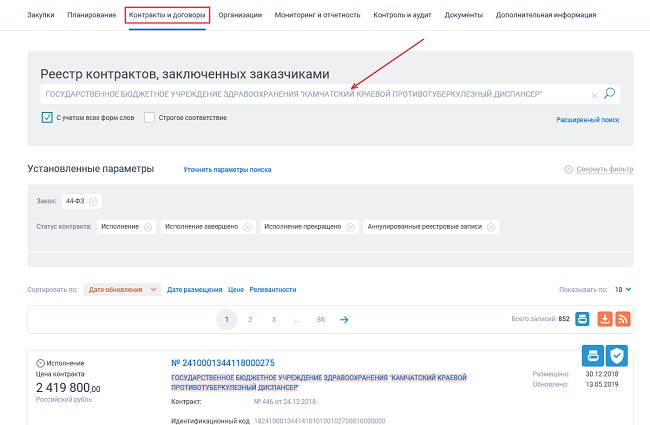 Закупки Планирование Контракты и договоры Организации Мониторинг и отчетность Контроль и аудит Документы Дополнительная информация
Реестр контрактов, заключенных заказчиками
ГОСУДАРСТВЕННОЕ БЮДЖЕТНОЕ УЧРЕЖДЕНИЕ ЗДРАВООХРАНЕНИЯ "КАМЧАТСКИЙ КРАЕВОЙ ПРОТИВОТУБЕРКУЛЕЗНЫЙ ДИСПАНСЕР"
С учетом всех форм слов Строгое соответствие Расширенный поиск
Установленные параметры Уточнить параметры поиска Свернуть фильтр
Закон: 44-ФЗ
Статус контракта: Исполнение Исполнение завершено Исполнение прекращено Аннулированные реестровые записи
Сортировать по: Дате обновления Дате размещения Цене Релевантности Показывать по: 10
1 2 3 ... 86 Всего записей: 852
Исполнение № 2410001344118000275
Цена контракта ГОСУДАРСТВЕННОЕ БЮДЖЕТНОЕ УЧРЕЖДЕНИЕ ЗДРАВООХРАНЕНИЯ "КАМЧАТСКИЙ КРАЕВОЙ Размещено: 30.12.2018
2 419 800,00 ПРОТИВОТУБЕРКУЛЕЗНЫЙ ДИСПАНСЕР" Обновлено: 13.05.2019
Российский рубль Контракт: № 446 от 24.12.2018
Идентификационный код 182410001344141010100102720010000000